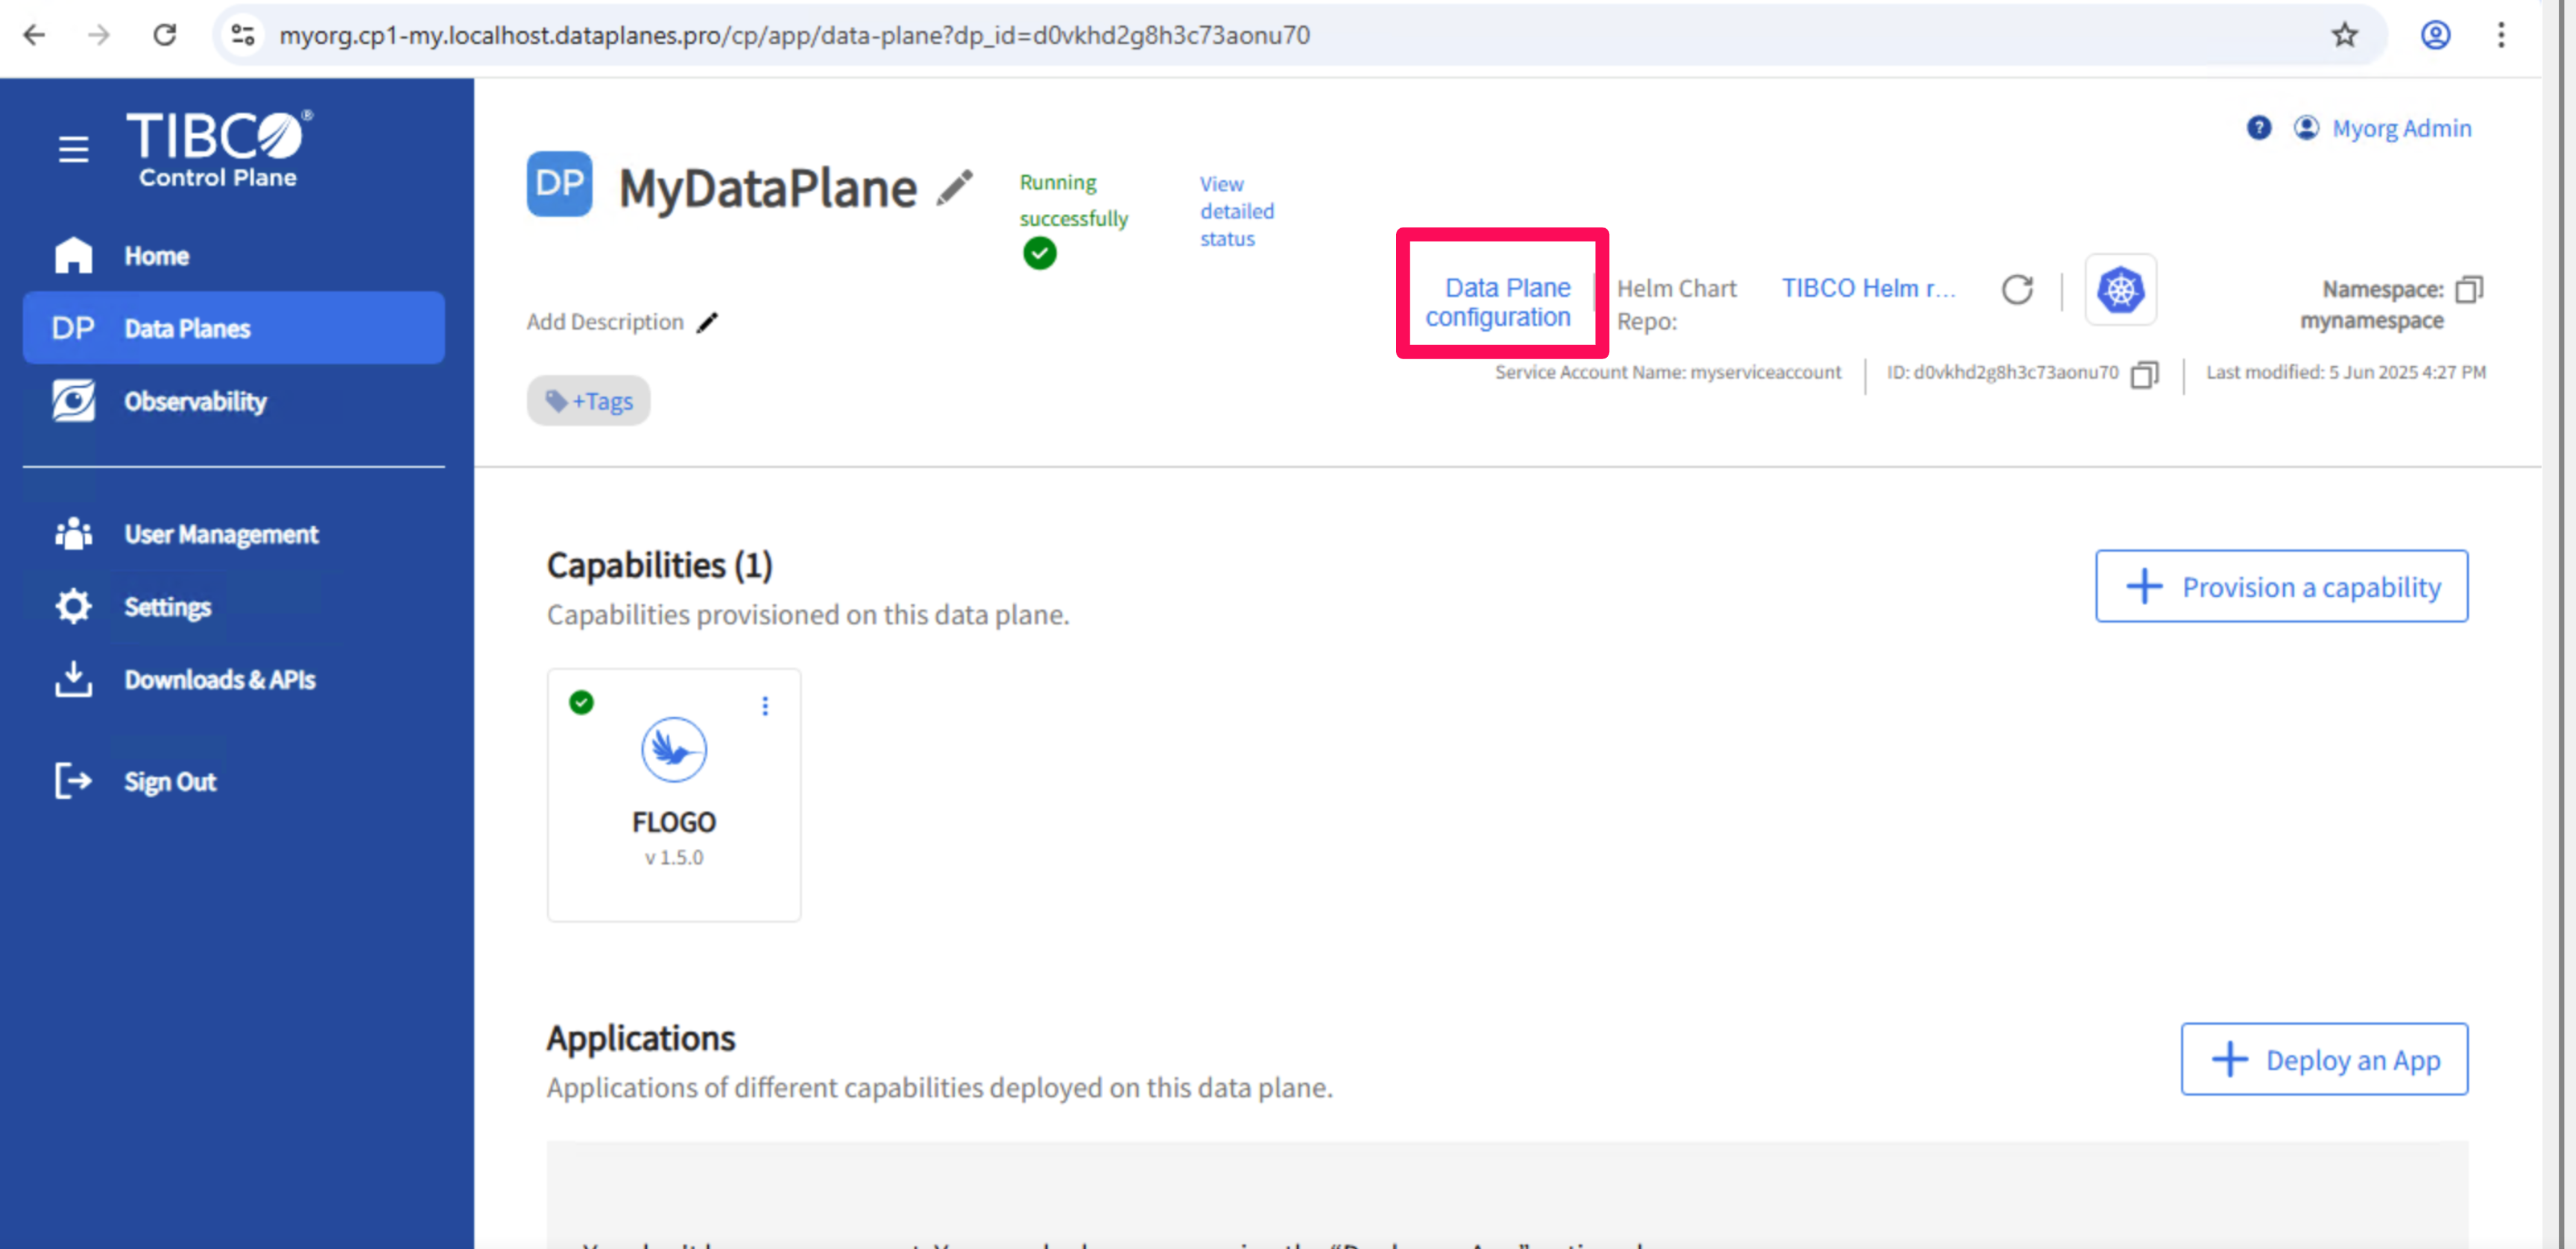 myorg.cp1-my.localhost.dataplanes.pro/cp/app/data-plane?dp_id=d0vkhd2g8h3c73aonu70
TIBCO®
Control Plane
Home
DP Data Planes
Observability
User Management
Settings
Downloads & APIs
Sign Out
? Myorg Admin
DP MyDataPlane
Running
successfully
View
detailed
status
Add Description
+Tags
Data Plane
configuration
Helm Chart
Repo:
TIBCO Helm r...
Namespace:
mynamespace
Service Account Name: myserviceaccount
ID: d0vkhd2g8h3c73aonu70
Last modified: 5 Jun 2025 4:27 PM
Capabilities (1)
Capabilities provisioned on this data plane.
Provision a capability
FLOGO
v 1.5.0
Applications
Applications of different capabilities deployed on this data plane.
Deploy an App